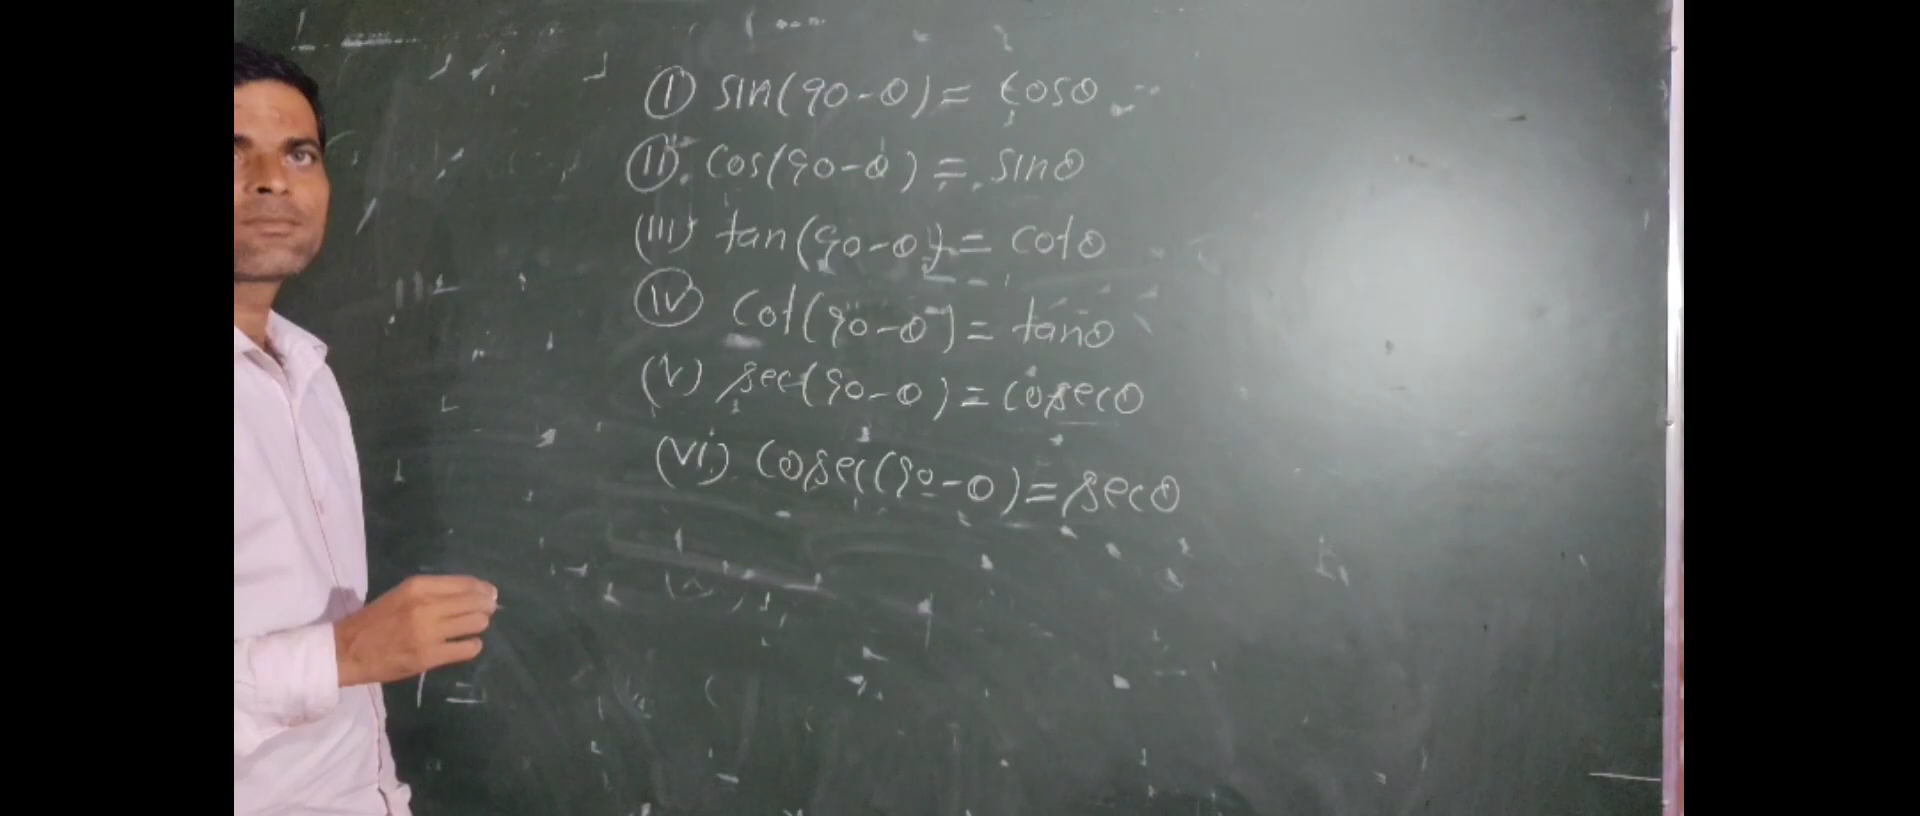 (I) sin(90-θ) = cosθ
(II). cos(90-θ) = sinθ
(III) tan(90-θ) = cotθ
(IV) cot(90-θ) = tanθ
(V) sec(90-θ) = cosecθ
(VI) cosec(90-θ) = secθ